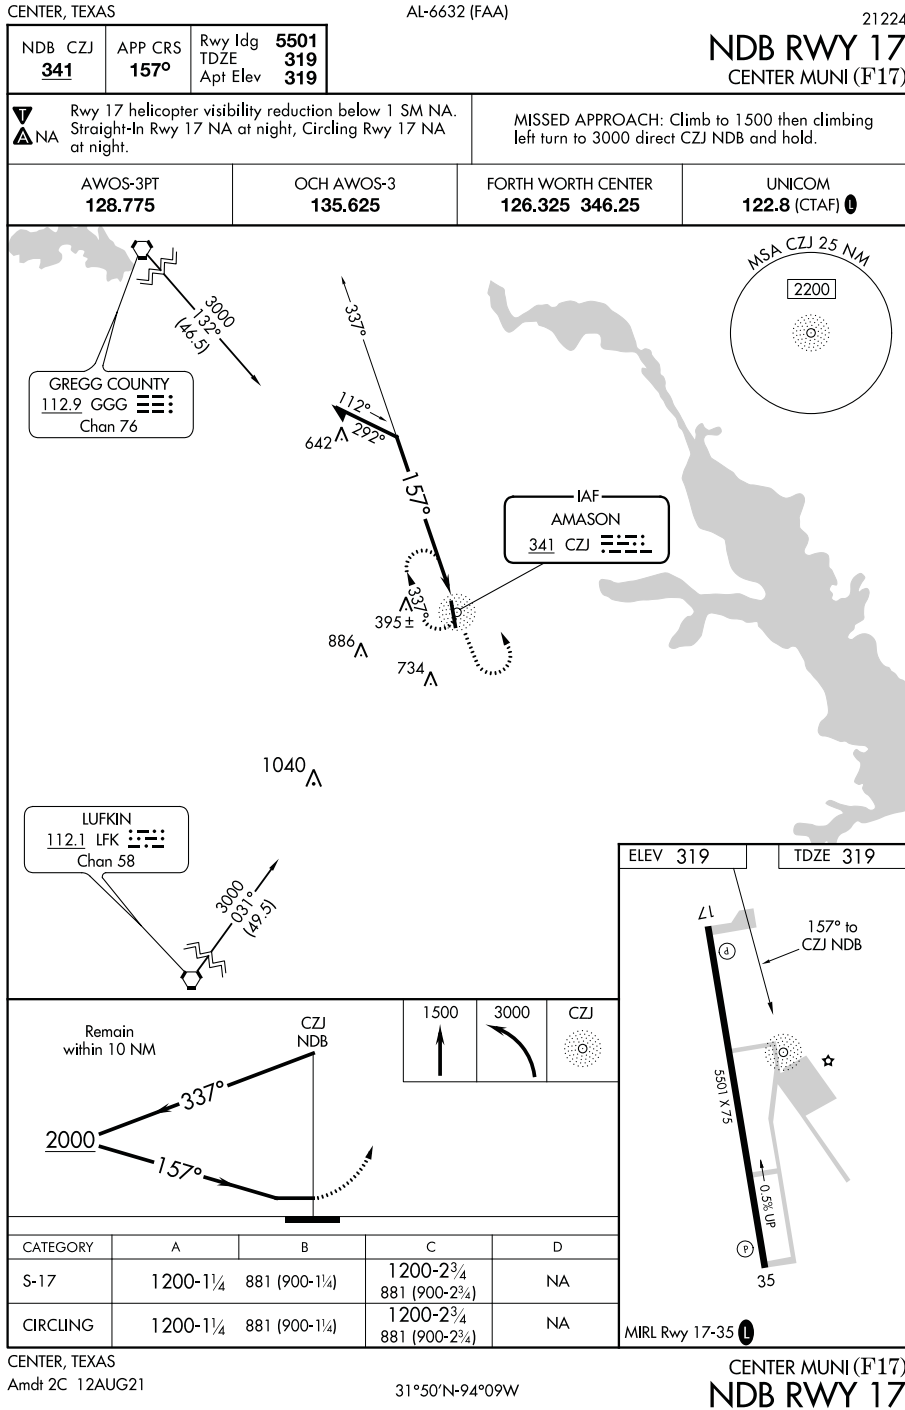 CENTER, TEXAS
AL-6632 (FAA)
21224
NDB RWY 17
CENTER MUNI (F17)
NDB CZJ
341
APP CRS
157°
Rwy ldg 5501
TDZE 319
Apt Elev 319
T
A NA
Rwy 17 helicopter visibility reduction below 1 SM NA.
Straight-In Rwy 17 NA at night, Circling Rwy 17 NA
at night.
MISSED APPROACH: Climb to 1500 then climbing
left turn to 3000 direct CZJ NDB and hold.
AWOS-3PT
128.775
OCH AWOS-3
135.625
FORTH WORTH CENTER
126.325 346.25
UNICOM
122.8 (CTAF) L
MSA CZJ 25 NM
2200
3000
132°
(46.5)
337°
GREGG COUNTY
112.9 GGG
Chan 76
112°
292°
642
157°
IAF
AMASON
341 CZJ
337°
395±
886
734
1040
LUFKIN
112.1 LFK
Chan 58
3000
031°
(49.5)
ELEV 319
TDZE 319
17
157° to
CZJ NDB
P
5501 X 75
0.5% UP
P
35
MIRL Rwy 17-35 L
Remain
within 10 NM
CZJ
NDB
1500
3000
CZJ
337°
2000
157°
CATEGORY A B C D
S-17 1200-1¼ 881 (900-1¼) 1200-2¾ 881 (900-2¾) NA
CIRCLING 1200-1¼ 881 (900-1¼) 1200-2¾ 881 (900-2¾) NA
CENTER, TEXAS
Amdt 2C 12AUG21
31°50'N-94°09'W
CENTER MUNI (F17)
NDB RWY 17